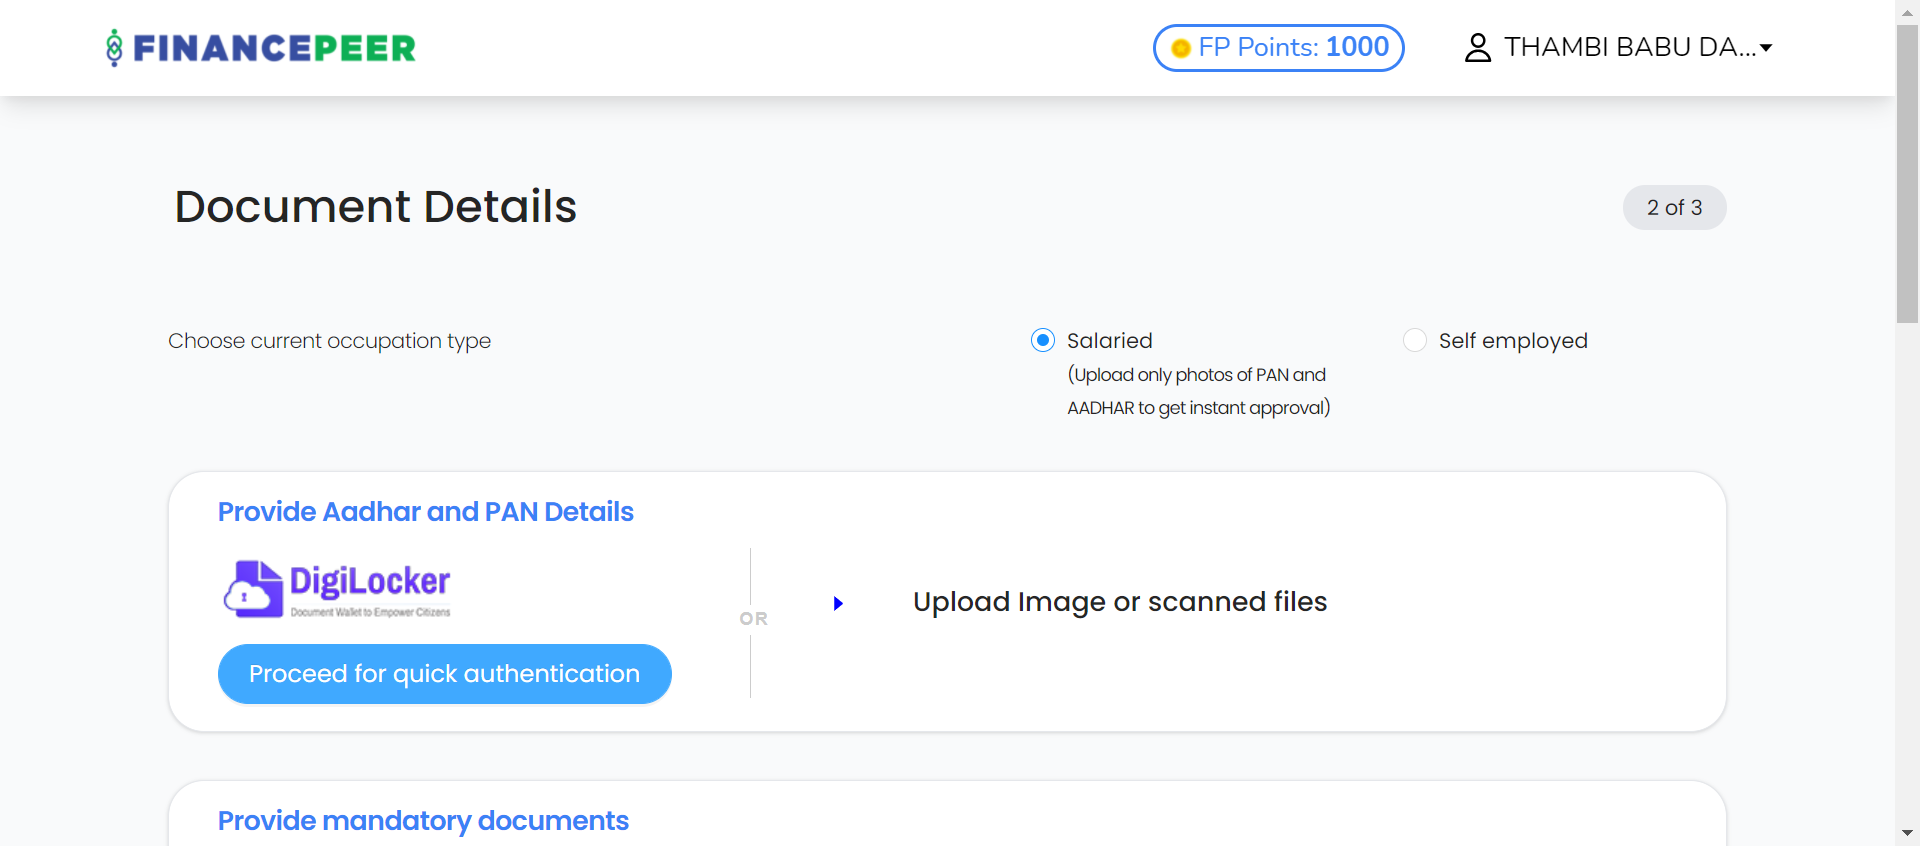 FINANCEPEER
FP Points: 1000
THAMBI BABU DA...
Document Details
2 of 3
Choose current occupation type
Salaried
(Upload only photos of PAN and
AADHAR to get instant approval)
Self employed
Provide Aadhar and PAN Details
DigiLocker
Document Wallet to Empower Citizens
Proceed for quick authentication
OR
Upload Image or scanned files
Provide mandatory documents